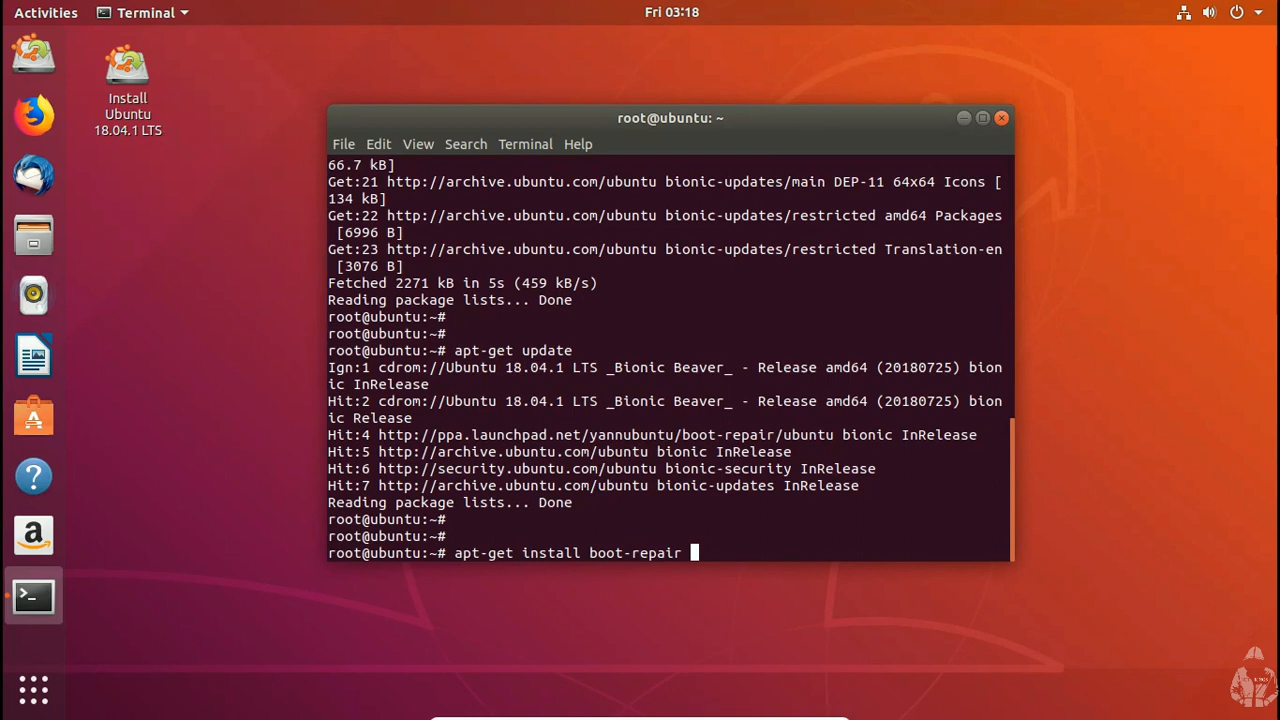 Activities
Terminal
Fri 03:18
Install
Ubuntu
18.04.1 LTS
root@ubuntu: ~
File Edit View Search Terminal Help
66.7 kB]
Get:21 http://archive.ubuntu.com/ubuntu bionic-updates/main DEP-11 64x64 Icons [
134 kB]
Get:22 http://archive.ubuntu.com/ubuntu bionic-updates/restricted amd64 Packages
[6996 B]
Get:23 http://archive.ubuntu.com/ubuntu bionic-updates/restricted Translation-en
[3076 B]
Fetched 2271 kB in 5s (459 kB/s)
Reading package lists... Done
root@ubuntu:~#
root@ubuntu:~#
root@ubuntu:~# apt-get update
Ign:1 cdrom://Ubuntu 18.04.1 LTS _Bionic Beaver_ - Release amd64 (20180725) bion
ic InRelease
Hit:2 cdrom://Ubuntu 18.04.1 LTS _Bionic Beaver_ - Release amd64 (20180725) bion
ic Release
Hit:4 http://ppa.launchpad.net/yannubuntu/boot-repair/ubuntu bionic InRelease
Hit:5 http://archive.ubuntu.com/ubuntu bionic InRelease
Hit:6 http://security.ubuntu.com/ubuntu bionic-security InRelease
Hit:7 http://archive.ubuntu.com/ubuntu bionic-updates InRelease
Reading package lists... Done
root@ubuntu:~#
root@ubuntu:~#
root@ubuntu:~# apt-get install boot-repair